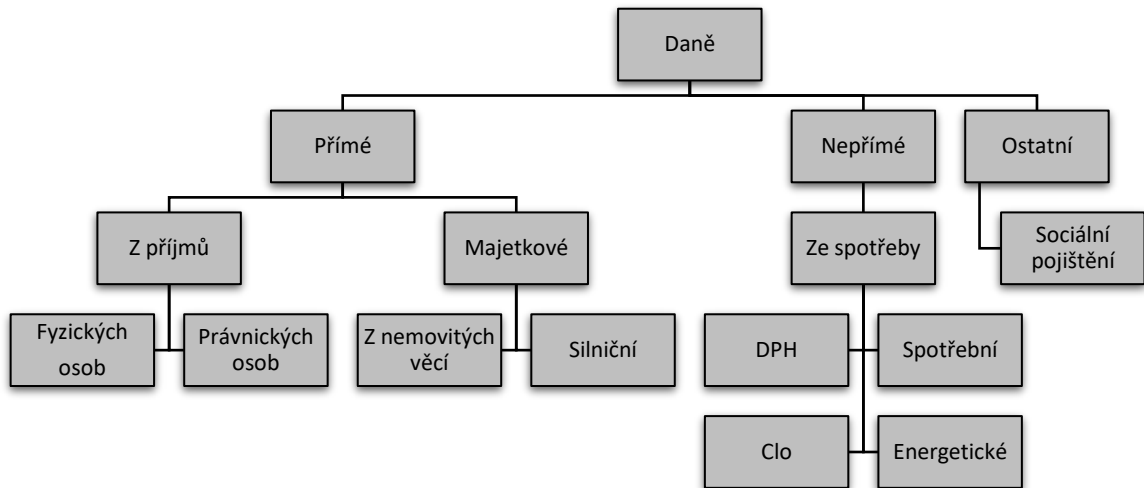 Daně
Přímé
Nepřímé
Ostatní
Z příjmů
Majetkové
Ze spotřeby
Sociální
pojištění
Fyzických
osob
Právnických
osob
Z nemovitých
věcí
Silniční
DPH
Spotřební
Clo
Energetické